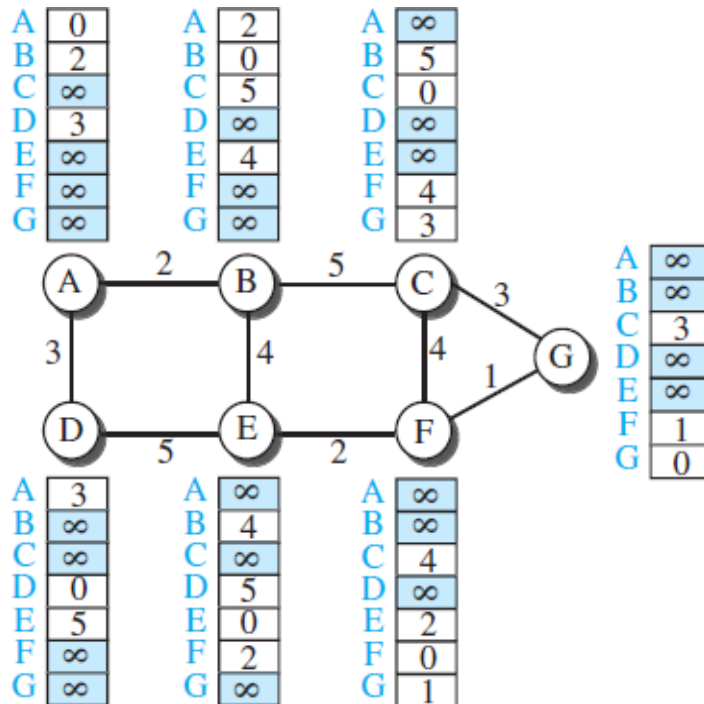 A 0 A 2 A ∞
B 2 B 0 B 5
C ∞ C 5 C 0
D 3 D ∞ D ∞
E ∞ E 4 E ∞
F ∞ F ∞ F 4
G ∞ G ∞ G 3
A 2 B 5 C 3
3 4 4 1 G
D 5 E 2 F
A ∞
B ∞
C 3
D ∞
E ∞
F 1
G 0
A 3 A ∞ A ∞
B ∞ B 4 B ∞
C ∞ C ∞ C 4
D 0 D 5 D ∞
E 5 E 0 E 2
F ∞ F 2 F 0
G ∞ G ∞ G 1